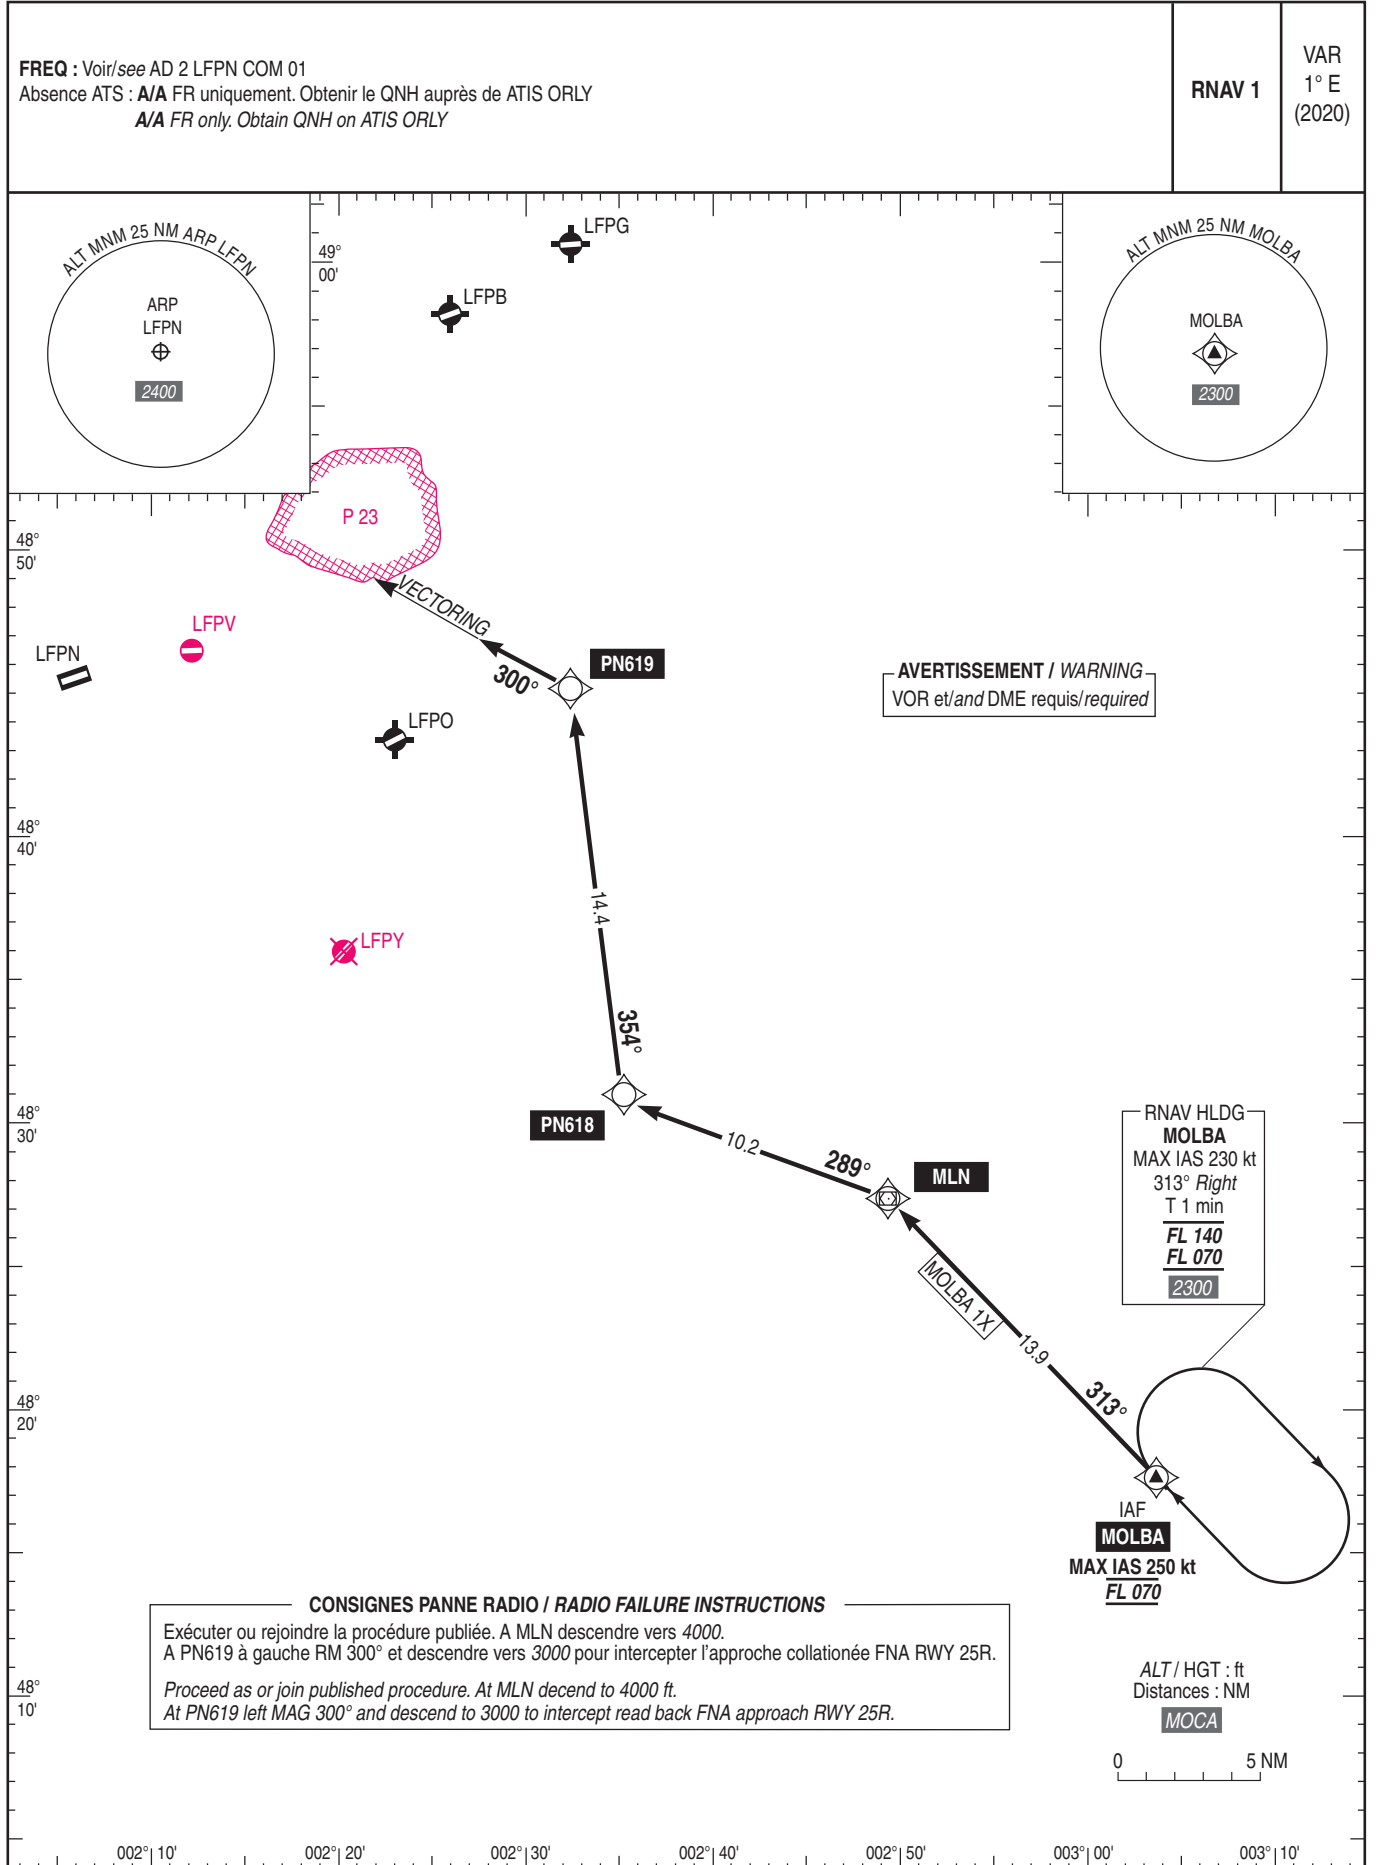 FREQ : Voir/see AD 2 LFPN COM 01
Absence ATS : A/A FR uniquement. Obtenir le QNH auprès de ATIS ORLY
A/A FR only. Obtain QNH on ATIS ORLY
RNAV 1
VAR
1° E
(2020)
ALT MNM 25 NM ARP LFPN
ARP
LFPN
2400
49°
00'
LFPG
LFPB
ALT MNM 25 NM MOLBA
MOLBA
2300
P 23
48°
50'
VECTORING
LFPV
LFPN
300°
PN619
AVERTISSEMENT / WARNING
VOR et/and DME requis/required
LFPO
48°
40'
14.4
LFPY
354°
48°
30'
PN618
10.2
289°
MLN
RNAV HLDG
MOLBA
MAX IAS 230 kt
313° Right
T 1 min
FL 140
FL 070
2300
MOLBA 1X
13.9
313°
48°
20'
IAF
MOLBA
MAX IAS 250 kt
FL 070
CONSIGNES PANNE RADIO / RADIO FAILURE INSTRUCTIONS
Exécuter ou rejoindre la procédure publiée. A MLN descendre vers 4000.
A PN619 à gauche RM 300° et descendre vers 3000 pour intercepter l'approche collationée FNA RWY 25R.
Proceed as or join published procedure. At MLN decend to 4000 ft.
At PN619 left MAG 300° and descend to 3000 to intercept read back FNA approach RWY 25R.
48°
10'
ALT / HGT : ft
Distances : NM
MOCA
0 5 NM
002° 10' 002° 20' 002° 30' 002° 40' 002° 50' 003° 00' 003° 10'